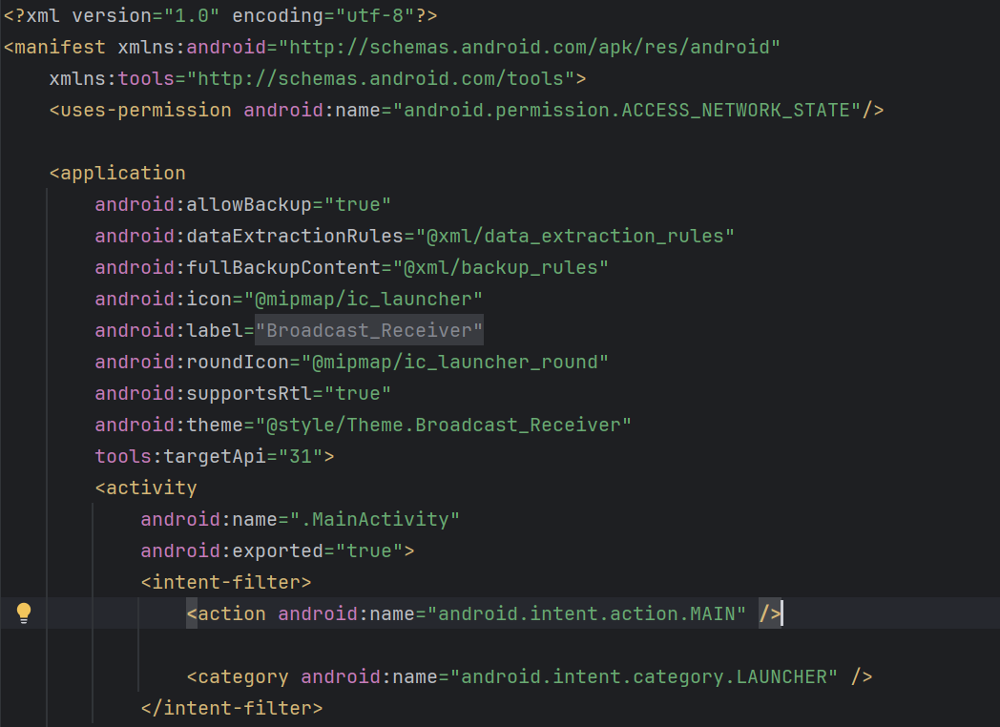 <?xml version="1.0" encoding="utf-8"?>
<manifest xmlns:android="http://schemas.android.com/apk/res/android"
    xmlns:tools="http://schemas.android.com/tools">
    <uses-permission android:name="android.permission.ACCESS_NETWORK_STATE"/>

    <application
        android:allowBackup="true"
        android:dataExtractionRules="@xml/data_extraction_rules"
        android:fullBackupContent="@xml/backup_rules"
        android:icon="@mipmap/ic_launcher"
        android:label="Broadcast_Receiver"
        android:roundIcon="@mipmap/ic_launcher_round"
        android:supportsRtl="true"
        android:theme="@style/Theme.Broadcast_Receiver"
        tools:targetApi="31">
        <activity
            android:name=".MainActivity"
            android:exported="true">
            <intent-filter>
                <action android:name="android.intent.action.MAIN" />

                <category android:name="android.intent.category.LAUNCHER" />
            </intent-filter>